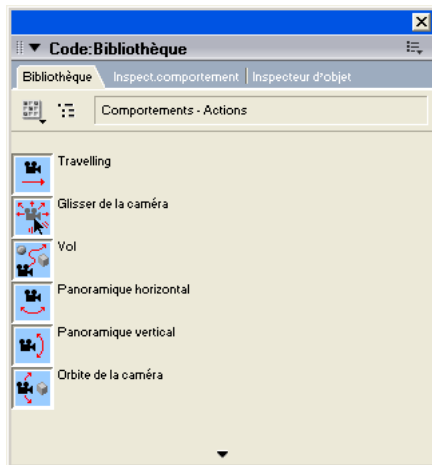 Code:Bibliothèque
Bibliothèque Inspect.comportement Inspecteur d'objet
Comportements - Actions
Travelling
Glisser de la caméra
Vol
Panoramique horizontal
Panoramique vertical
Orbite de la caméra